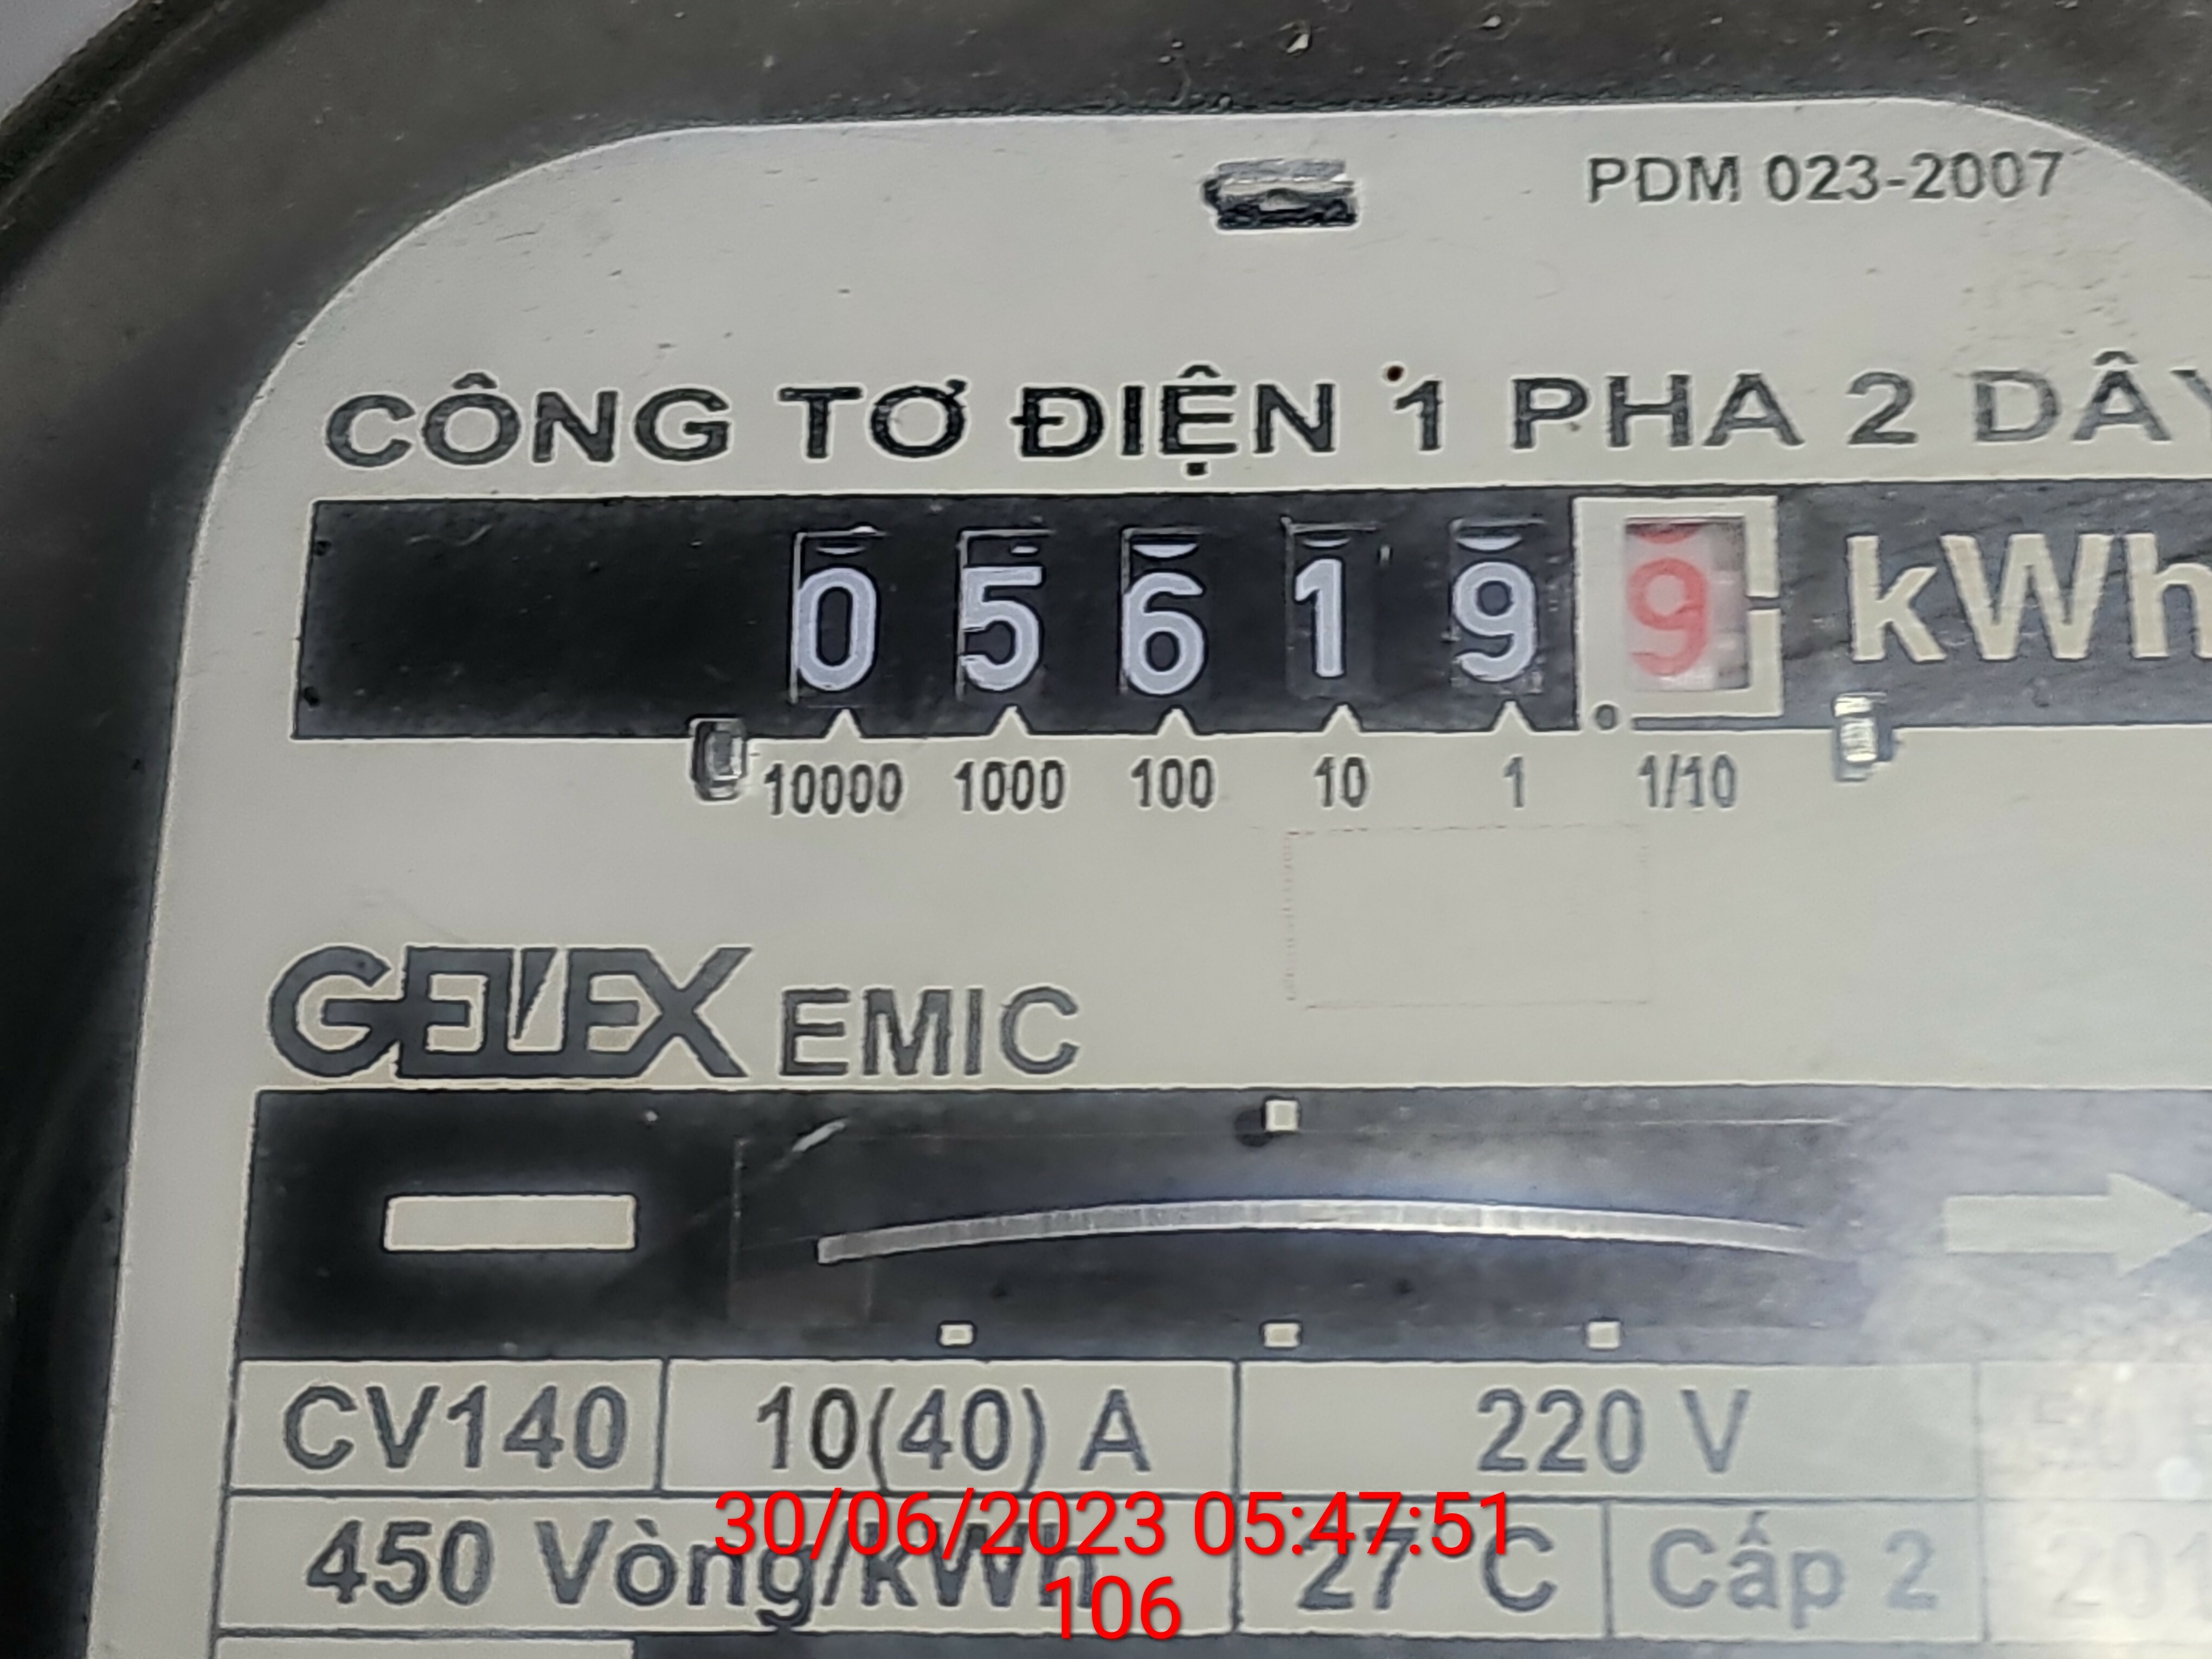 PDM 023-2007
CÔNG TƠ ĐIỆN 1 PHA 2 DÂY
0 5 6 1 9 9 kWh
10000 1000 100 10 1 1/10
GELEX EMIC
CV140 10(40) A 220 V
30/06/2023 05:47:51
450 Vòng/kWh 27°C Cấp 2
106